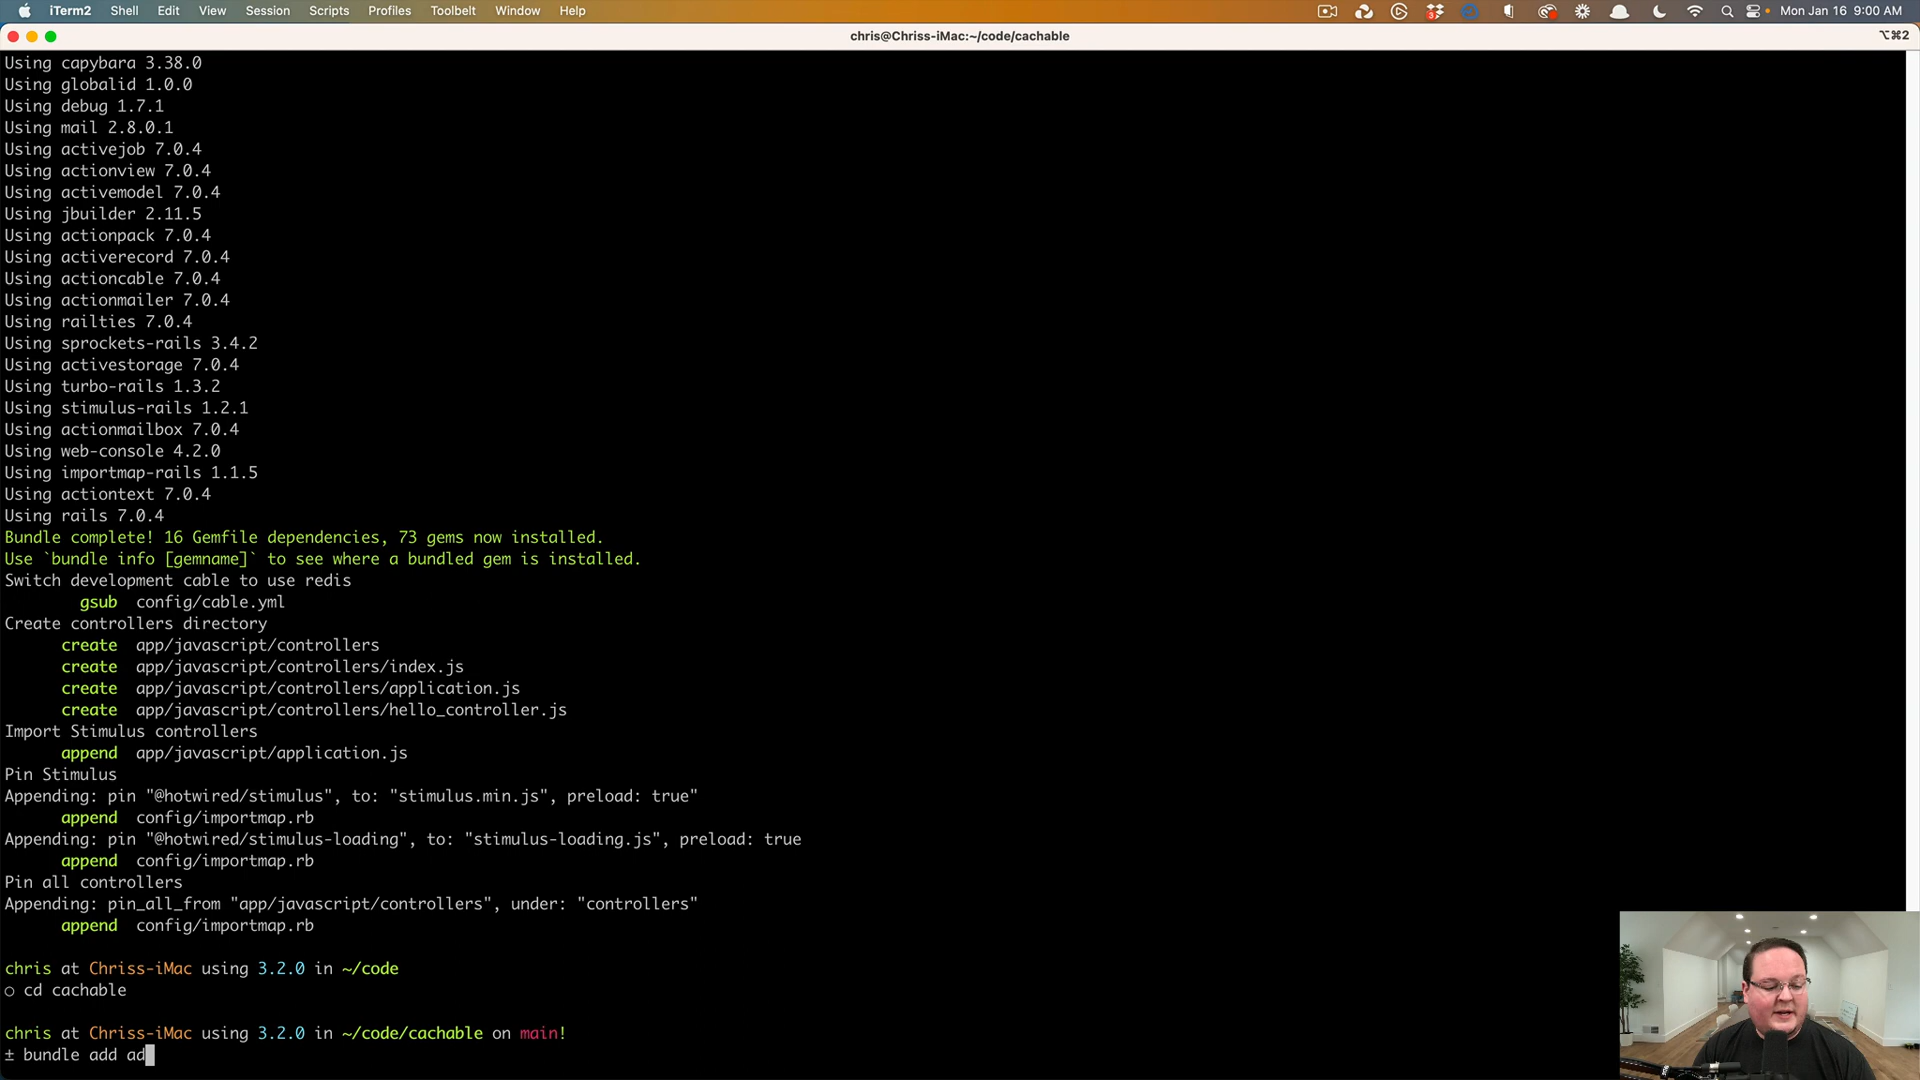 iTerm2 Shell Edit View Session Scripts Profiles Toolbelt Window Help Mon Jan 16 9:00 AM
chris@Chriss-iMac:~/code/cachable ⌥⌘2
Using capybara 3.38.0
Using globalid 1.0.0
Using debug 1.7.1
Using mail 2.8.0.1
Using activejob 7.0.4
Using actionview 7.0.4
Using activemodel 7.0.4
Using jbuilder 2.11.5
Using actionpack 7.0.4
Using activerecord 7.0.4
Using actioncable 7.0.4
Using actionmailer 7.0.4
Using railties 7.0.4
Using sprockets-rails 3.4.2
Using activestorage 7.0.4
Using turbo-rails 1.3.2
Using stimulus-rails 1.2.1
Using actionmailbox 7.0.4
Using web-console 4.2.0
Using importmap-rails 1.1.5
Using actiontext 7.0.4
Using rails 7.0.4
Bundle complete! 16 Gemfile dependencies, 73 gems now installed.
Use `bundle info [gemname]` to see where a bundled gem is installed.
Switch development cable to use redis
gsub config/cable.yml
Create controllers directory
create app/javascript/controllers
create app/javascript/controllers/index.js
create app/javascript/controllers/application.js
create app/javascript/controllers/hello_controller.js
Import Stimulus controllers
append app/javascript/application.js
Pin Stimulus
Appending: pin "@hotwired/stimulus", to: "stimulus.min.js", preload: true"
append config/importmap.rb
Appending: pin "@hotwired/stimulus-loading", to: "stimulus-loading.js", preload: true
append config/importmap.rb
Pin all controllers
Appending: pin_all_from "app/javascript/controllers", under: "controllers"
append config/importmap.rb
chris at Chriss-iMac using 3.2.0 in ~/code
○ cd cachable
chris at Chriss-iMac using 3.2.0 in ~/code/cachable on main!
± bundle add ad